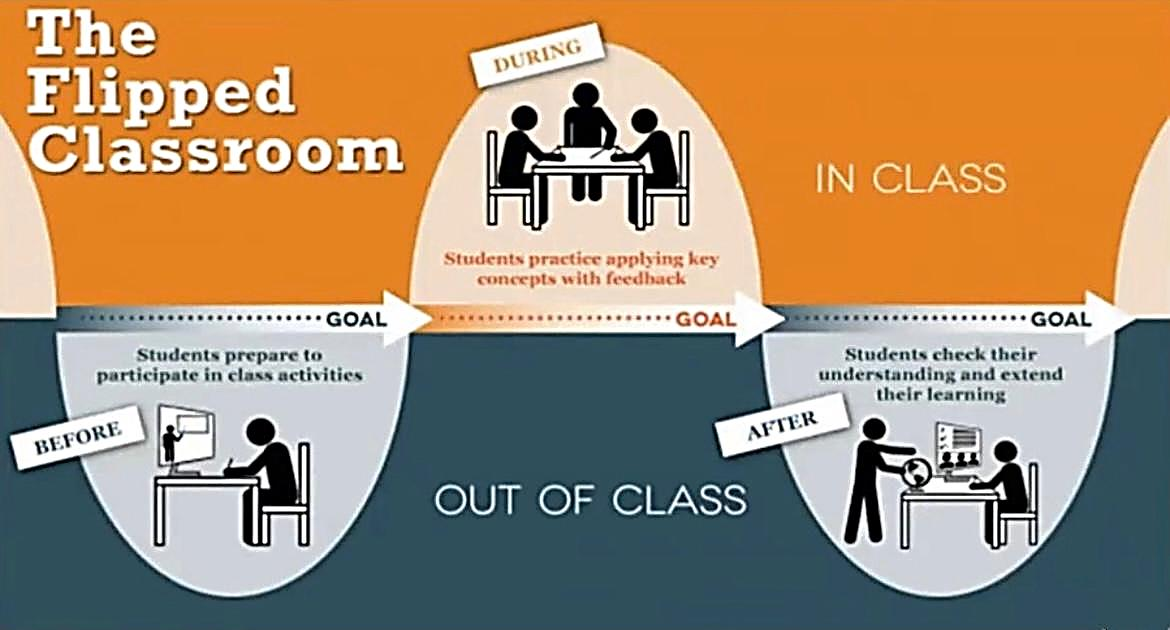 The
Flipped
Classroom
DURING
IN CLASS
Students practice applying key
concepts with feedback
GOAL
GOAL
GOAL
Students prepare to
participate in class activities
BEFORE
OUT OF CLASS
Students check their
understanding and extend
their learning
AFTER